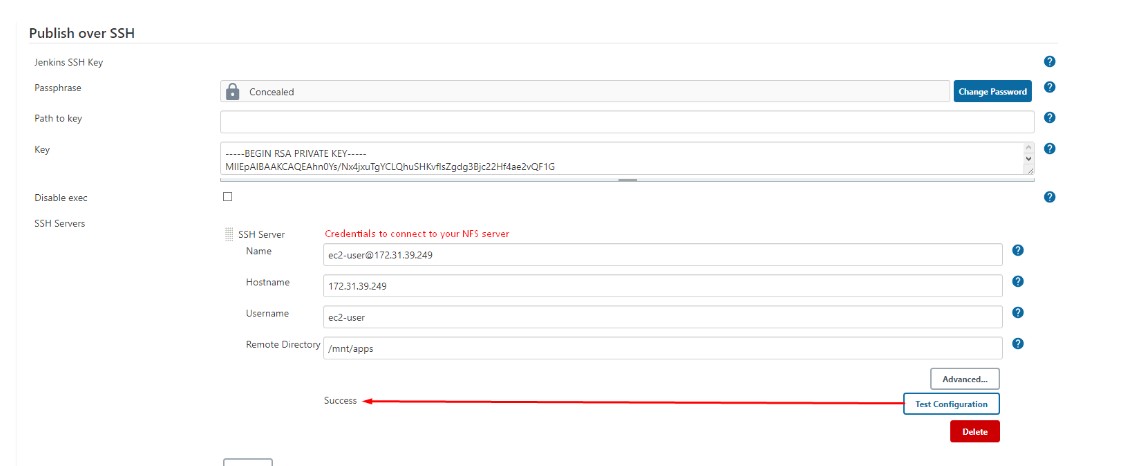 Publish over SSH
Jenkins SSH Key
Passphrase
Concealed
Change Password
Path to key
Key
-----BEGIN RSA PRIVATE KEY-----
MIIEpAIBAAKCAQEAhn0Ys/Nx4jxuTgYCLQhuSHKvflsZgdg3Bjc22Hf4ae2vQF1G
Disable exec
SSH Servers
SSH Server
Credentials to connect to your NFS server
Name
ec2-user@172.31.39.249
Hostname
172.31.39.249
Username
ec2-user
Remote Directory
/mnt/apps
Advanced...
Success
Test Configuration
Delete